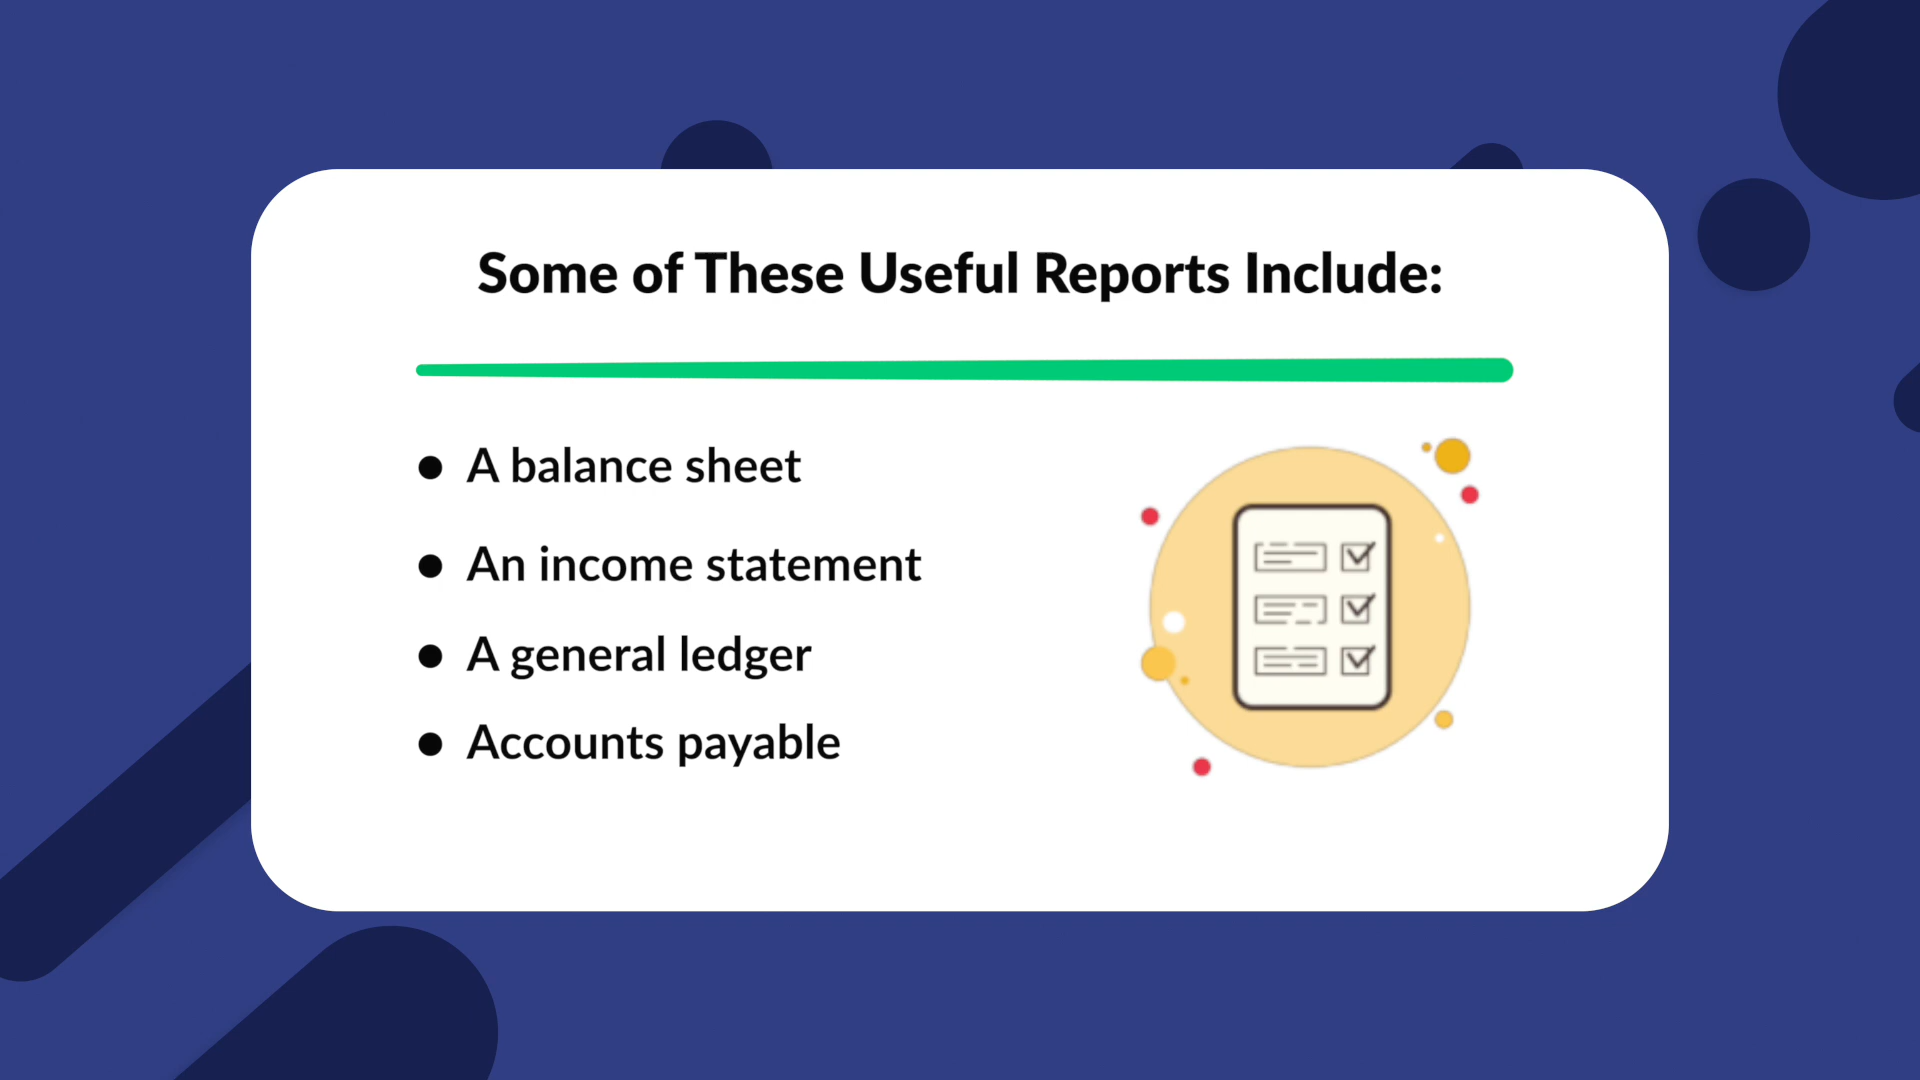 Some of These Useful Reports Include:
● A balance sheet
● An income statement
● A general ledger
● Accounts payable